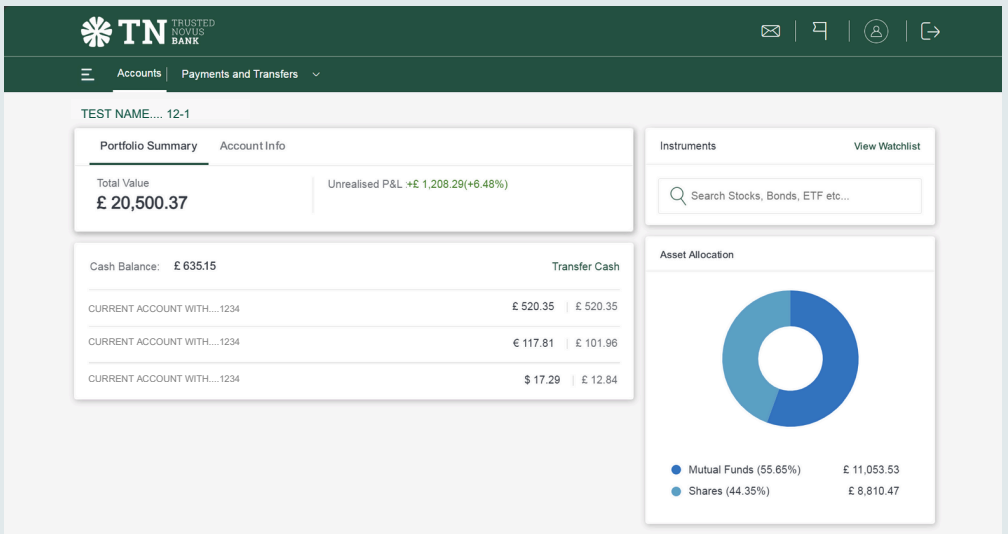 TN TRUSTED
NOVUS
BANK
Accounts Payments and Transfers
TEST NAME.... 12-1
Portfolio Summary Account Info
Total Value
£ 20,500.37
Unrealised P&L :+£ 1,208.29(+6.48%)
Cash Balance: £ 635.15 Transfer Cash
CURRENT ACCOUNT WITH....1234 £ 520.35 £ 520.35
CURRENT ACCOUNT WITH....1234 € 117.81 £ 101.96
CURRENT ACCOUNT WITH....1234 $ 17.29 £ 12.84
Instruments View Watchlist
Search Stocks, Bonds, ETF etc...
Asset Allocation
Mutual Funds (55.65%) £ 11,053.53
Shares (44.35%) £ 8,810.47